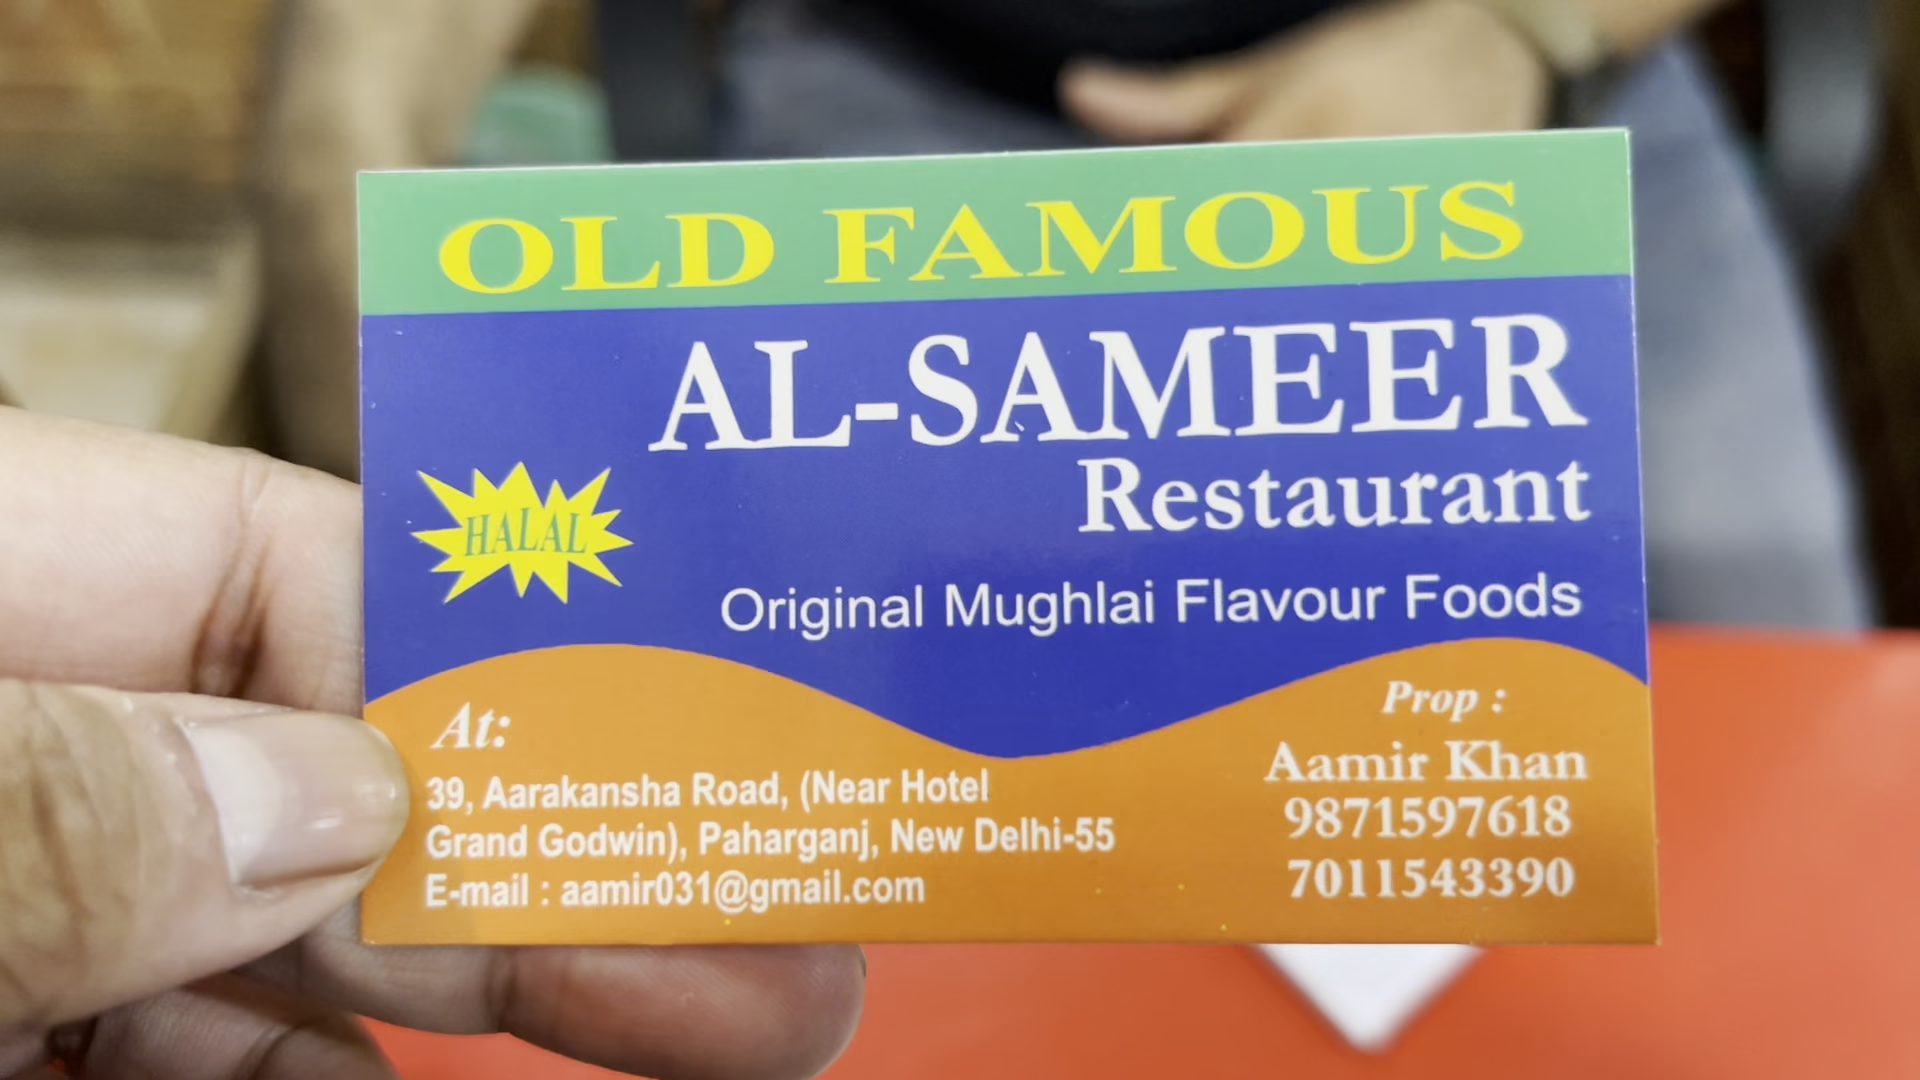 OLD FAMOUS
AL-SAMEER
Restaurant
HALAL
Original Mughlai Flavour Foods
At:
39, Aarakansha Road, (Near Hotel
Grand Godwin), Paharganj, New Delhi-55
E-mail : aamir031@gmail.com
Prop :
Aamir Khan
9871597618
7011543390